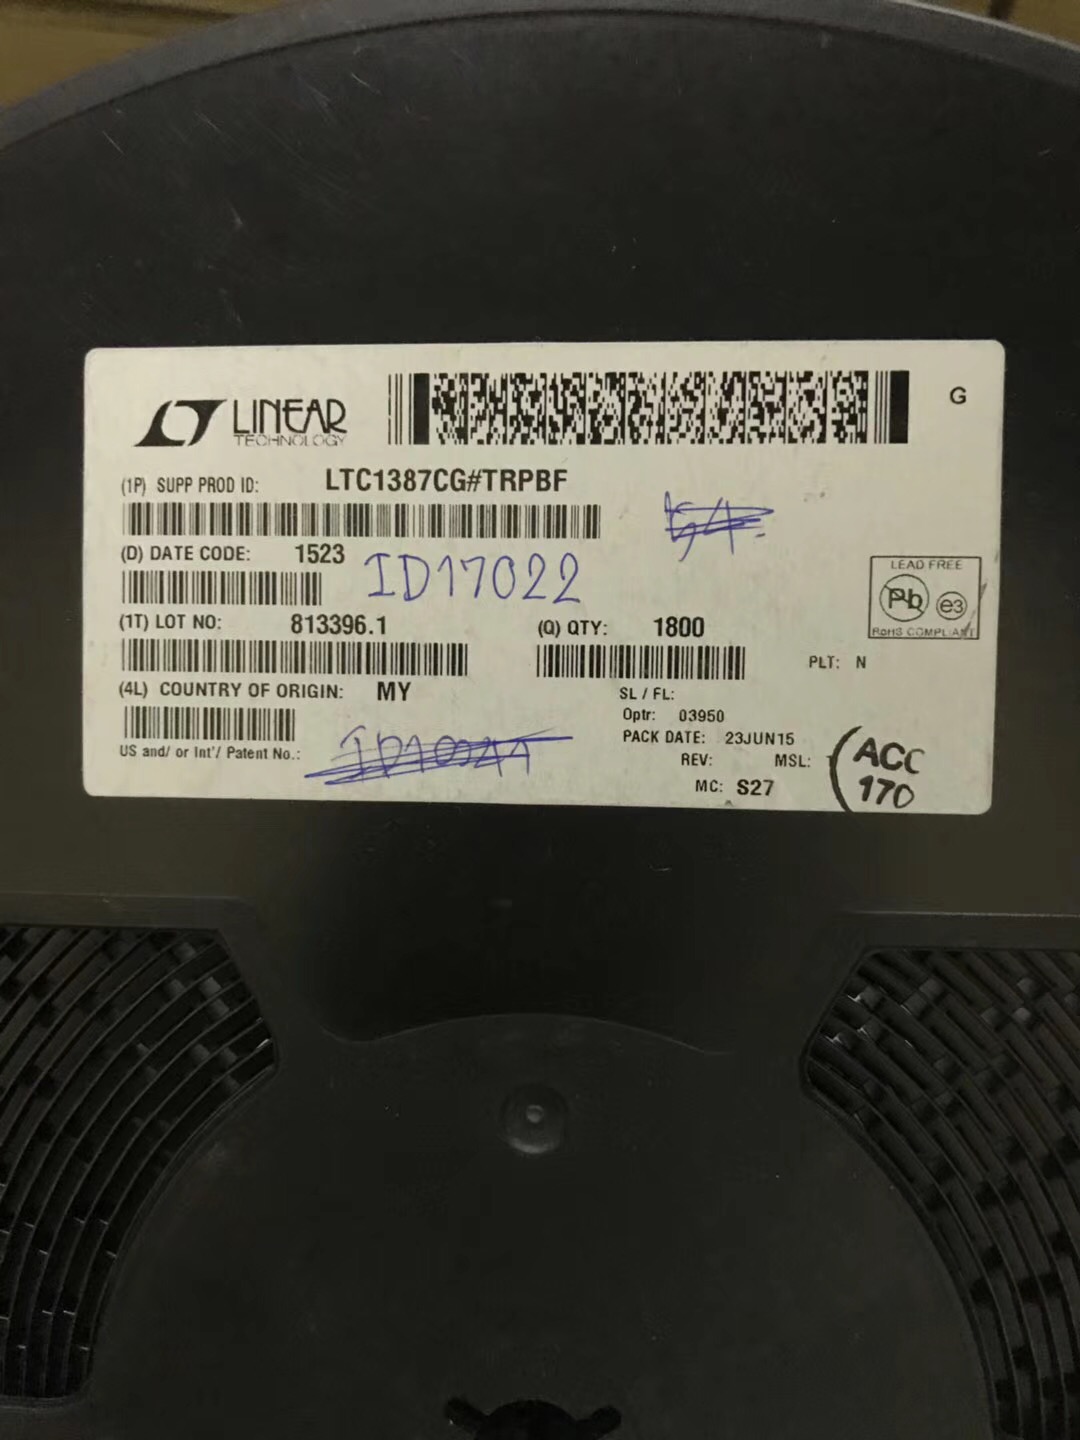 LINEAR
TECHNOLOGY
G
(1P) SUPP PROD ID: LTC1387CG#TRPBF
(D) DATE CODE: 1523
ID17022
LEAD FREE
Pb e3
RoHS COMPLIANT
(1T) LOT NO: 813396.1
(Q) QTY: 1800
PLT: N
(4L) COUNTRY OF ORIGIN: MY
SL / FL:
Optr: 03950
PACK DATE: 23JUN15
US and/ or Int'/ Patent No.:
REV: MSL:
MC: S27
ACC
170